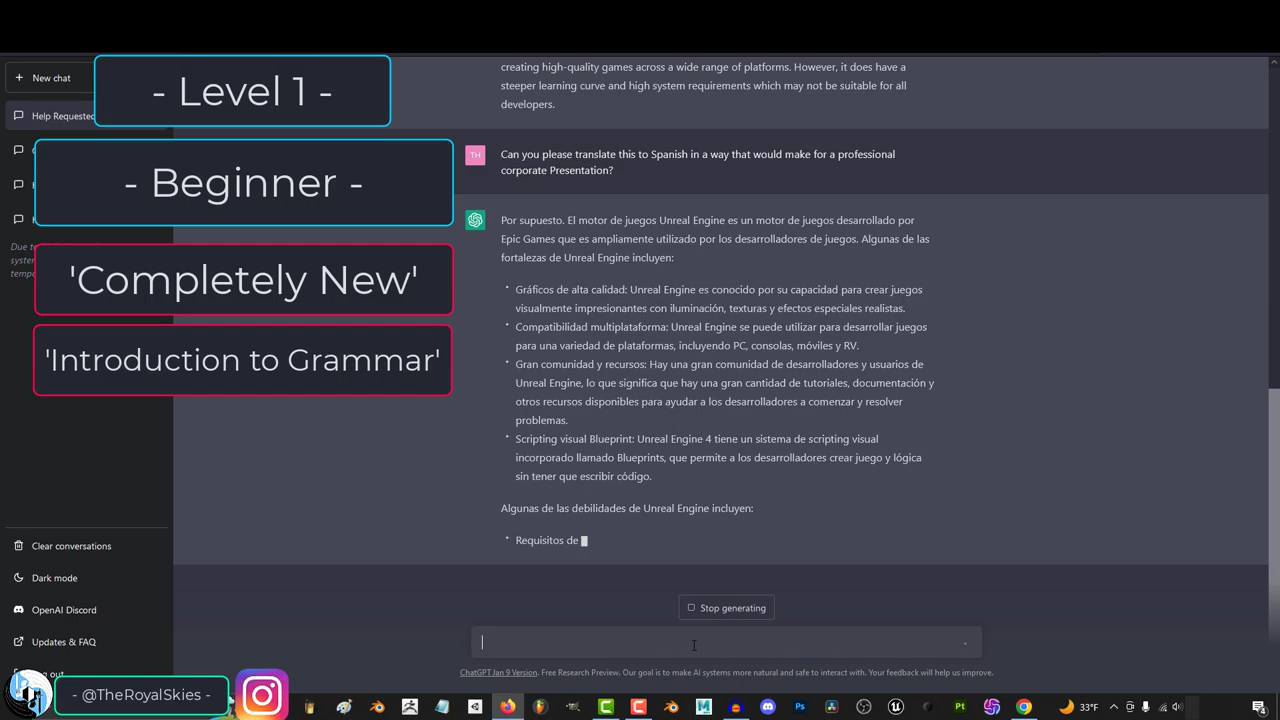 creating high-quality games across a wide range of platforms. However, it does have a
steeper learning curve and high system requirements which may not be suitable for all
developers.
New chat
- Level 1 -
Help Requested
- Beginner -
TH
Can you please translate this to Spanish in a way that would make for a professional
corporate Presentation?
Por supuesto. El motor de juegos Unreal Engine es un motor de juegos desarrollado por
Epic Games que es ampliamente utilizado por los desarrolladores de juegos. Algunas de las
fortalezas de Unreal Engine incluyen:
'Completely New'
'Introduction to Grammar'
• Gráficos de alta calidad: Unreal Engine es conocido por su capacidad para crear juegos
visualmente impresionantes con iluminación, texturas y efectos especiales realistas.
• Compatibilidad multiplataforma: Unreal Engine se puede utilizar para desarrollar juegos
para una variedad de plataformas, incluyendo PC, consolas, móviles y RV.
• Gran comunidad y recursos: Hay una gran comunidad de desarrolladores y usuarios de
Unreal Engine, lo que significa que hay una gran cantidad de tutoriales, documentación y
otros recursos disponibles para ayudar a los desarrolladores a comenzar y resolver
problemas.
• Scripting visual Blueprint: Unreal Engine 4 tiene un sistema de scripting visual
incorporado llamado Blueprints, que permite a los desarrolladores crear juego y lógica
sin tener que escribir código.
Algunas de las debilidades de Unreal Engine incluyen:
• Requisitos de
Clear conversations
Dark mode
OpenAI Discord
Updates & FAQ
Stop generating
ChatGPT Jan 9 Version. Free Research Preview. Our goal is to make AI systems more natural and safe to interact with. Your feedback will help us improve.
- @TheRoyalSkies -
33°F